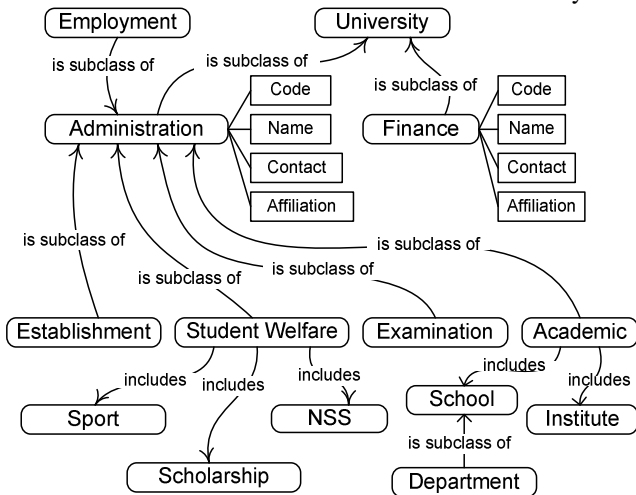 Employment
University
is subclass of
is subclass of
is subclass of
Code
Name
Contact
Affiliation
Code
Name
Contact
Affiliation
Administration
Finance
is subclass of
is subclass of
is subclass of
is subclass of
Establishment
Student Welfare
Examination
Academic
includes
includes
includes
includes
includes
Sport
NSS
School
Institute
is subclass of
Scholarship
Department